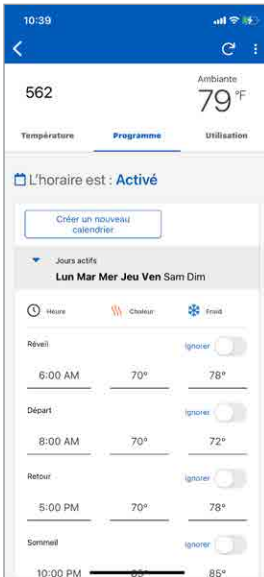 10:39
562
Ambiante
79 °F
Température Programme Utilisation
L'horaire est : Activé
Créer un nouveau
calendrier
Jours actifs
Lun Mar Mer Jeu Ven Sam Dim
Heure Chaleur Froid
Réveil Ignorer
6:00 AM 70° 78°
Départ Ignorer
8:00 AM 70° 72°
Retour Ignorer
5:00 PM 70° 78°
Sommeil Ignorer
10:00 PM 85°